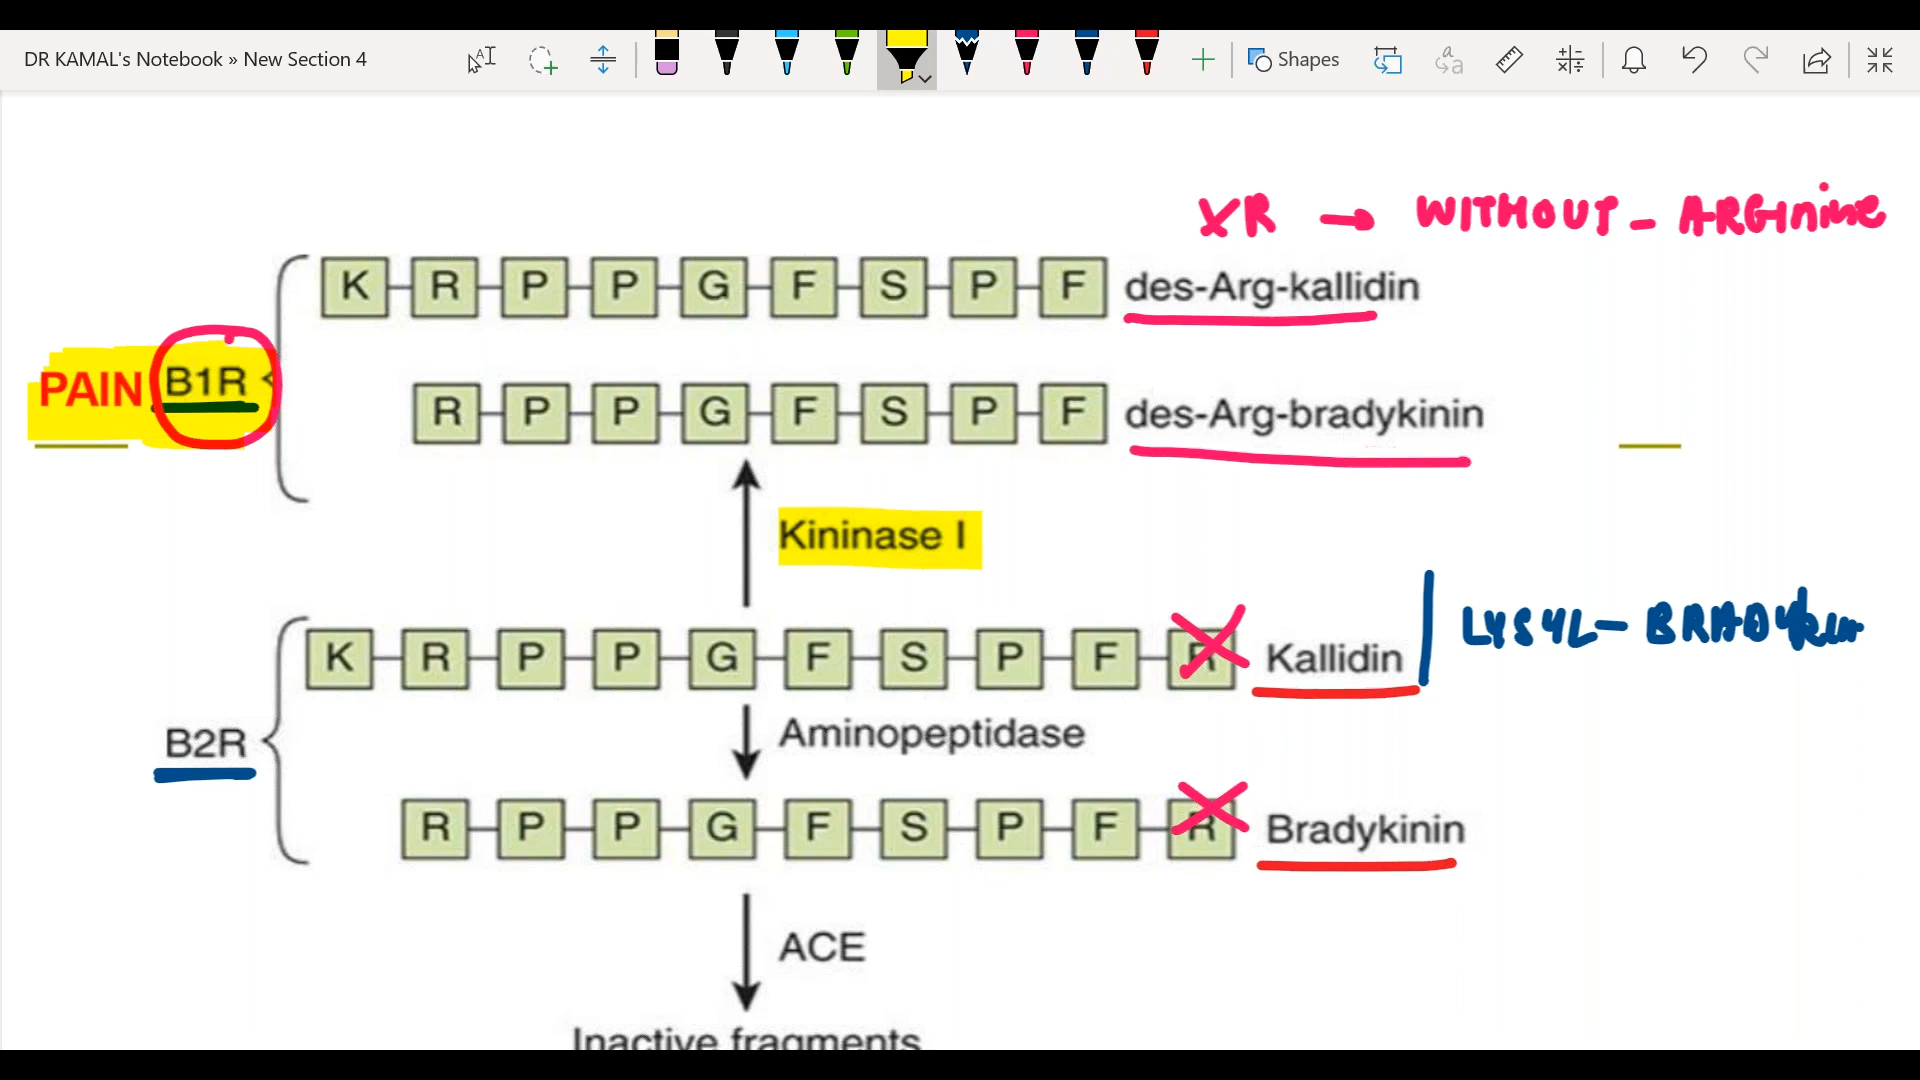 DR KAMAL's Notebook » New Section 4
Shapes
XR → WITHOUT - ARGInine
K R P P G F S P F des-Arg-kallidin
PAIN B1R
R P P G F S P F des-Arg-bradykinin
Kininase I
LYSYL - BRADYkinin
K R P P G F S P F R Kallidin
B2R
Aminopeptidase
R P P G F S P F R Bradykinin
ACE
Inactive fragments